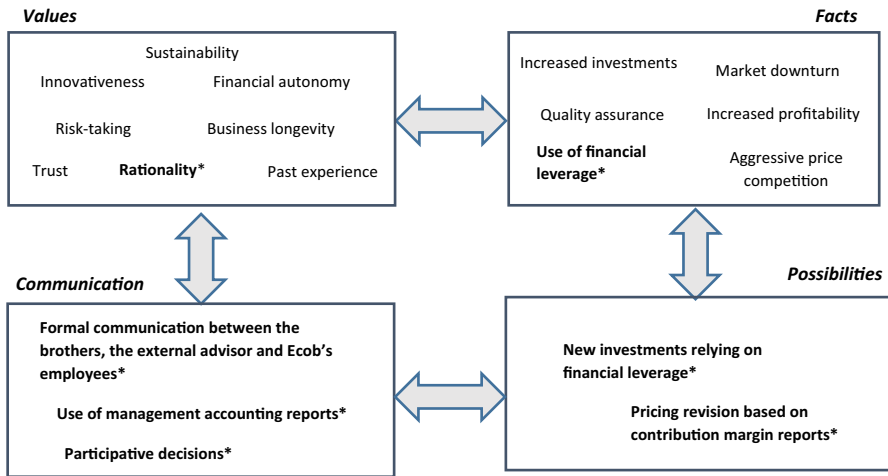 Values
Sustainability
Innovativeness
Financial autonomy
Risk-taking
Business longevity
Trust
Rationality*
Past experience
Facts
Increased investments
Market downturn
Quality assurance
Increased profitability
Use of financial
leverage*
Aggressive price
competition
Communication
Formal communication between the
brothers, the external advisor and Ecob's
employees*
Use of management accounting reports*
Participative decisions*
Possibilities
New investments relying on
financial leverage*
Pricing revision based on
contribution margin reports*